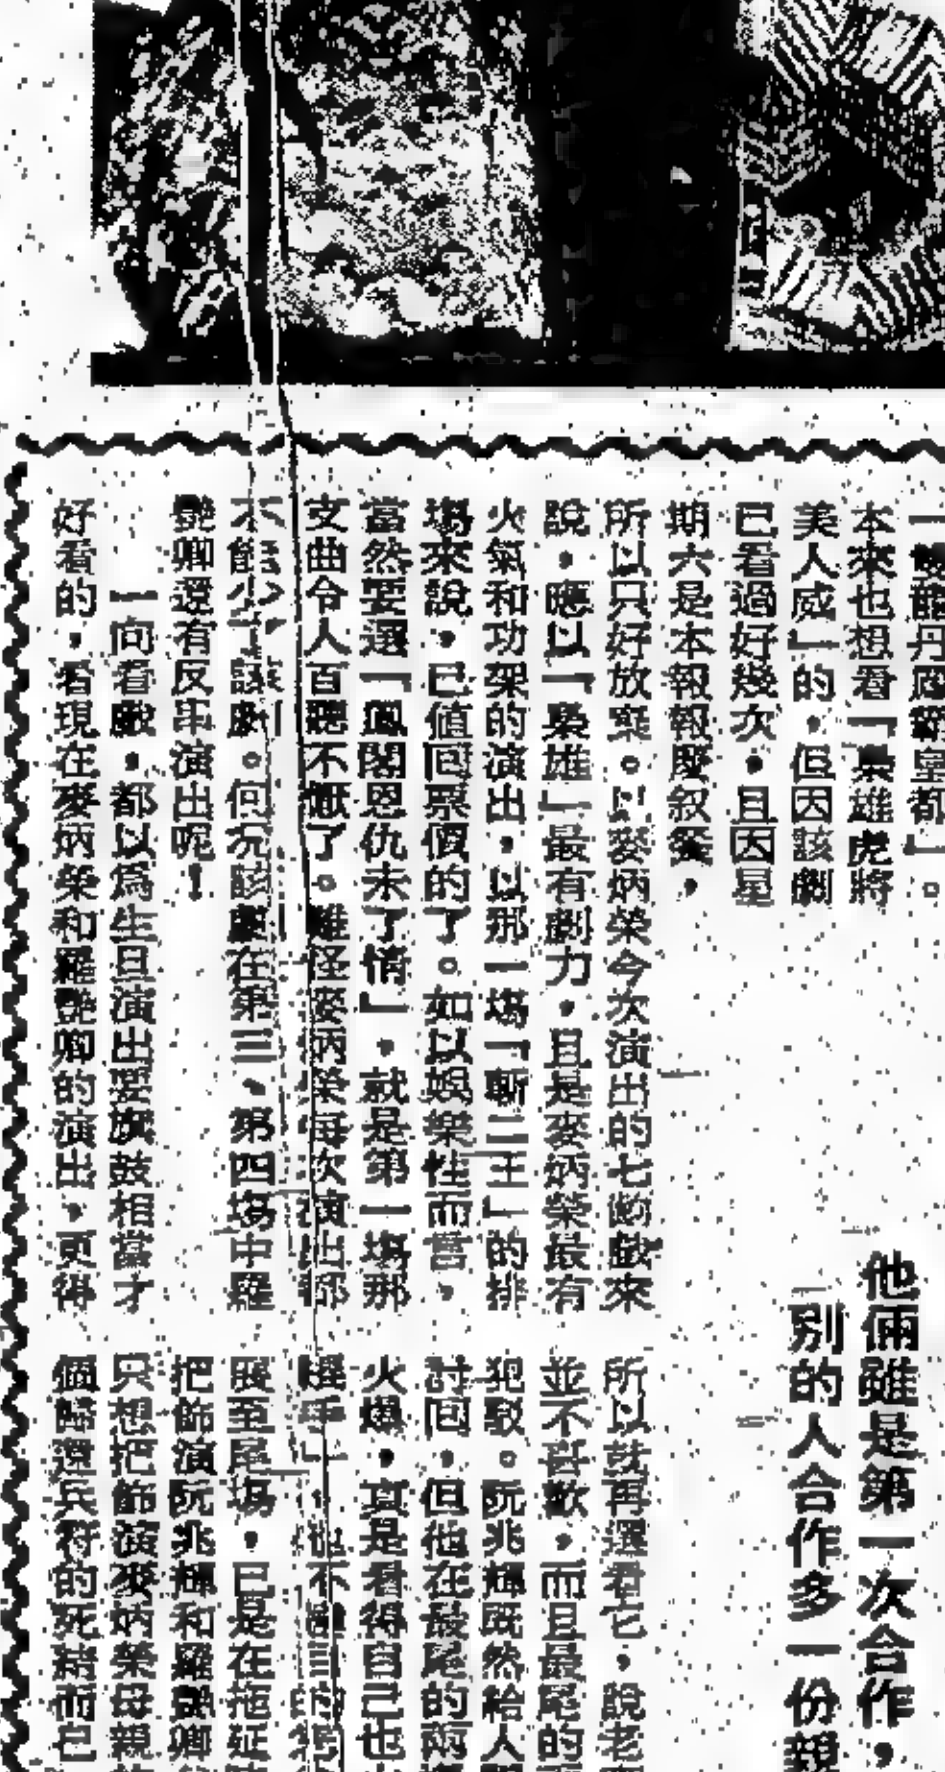 本來也想看「梟雄虎將
美人威」的，但因該劇
已看過好幾次，且因星
期六是本報報慶叙餐，
所以只好放棄。以麥炳榮今次演出的七齣戲來
說，應以「梟雄」最有劇力，且是麥炳榮最有
火氣和功架的演出，以那一場「斬二王」的排
場來說，已值回票價的了。如以娛樂性而言，
當然要選「鳳閣恩仇未了情」，就是第一場那
支曲令人百聽不厭了。難怪麥炳榮每次演出都
不能少了該劇。何況該劇在第三、第四場中羅
艷卿還有反串演出呢！
一向看戲，都以爲生旦演出要旗鼓相當才
好看的，看現在麥炳榮和羅艷卿的演出，更得
他倆雖是第一次合作，
別的人合作多一份親
所以就再選看它，說老
並不喜歡，而且最尾的
犯駁。阮兆輝既然給人
討回，但他在最尾的兩
火爆，真是看得自己也
他不
至尾場，已是在拖延
把飾演阮兆輝和羅艷卿
只想把飾演麥炳榮母親
個歸還兵符的死結而已